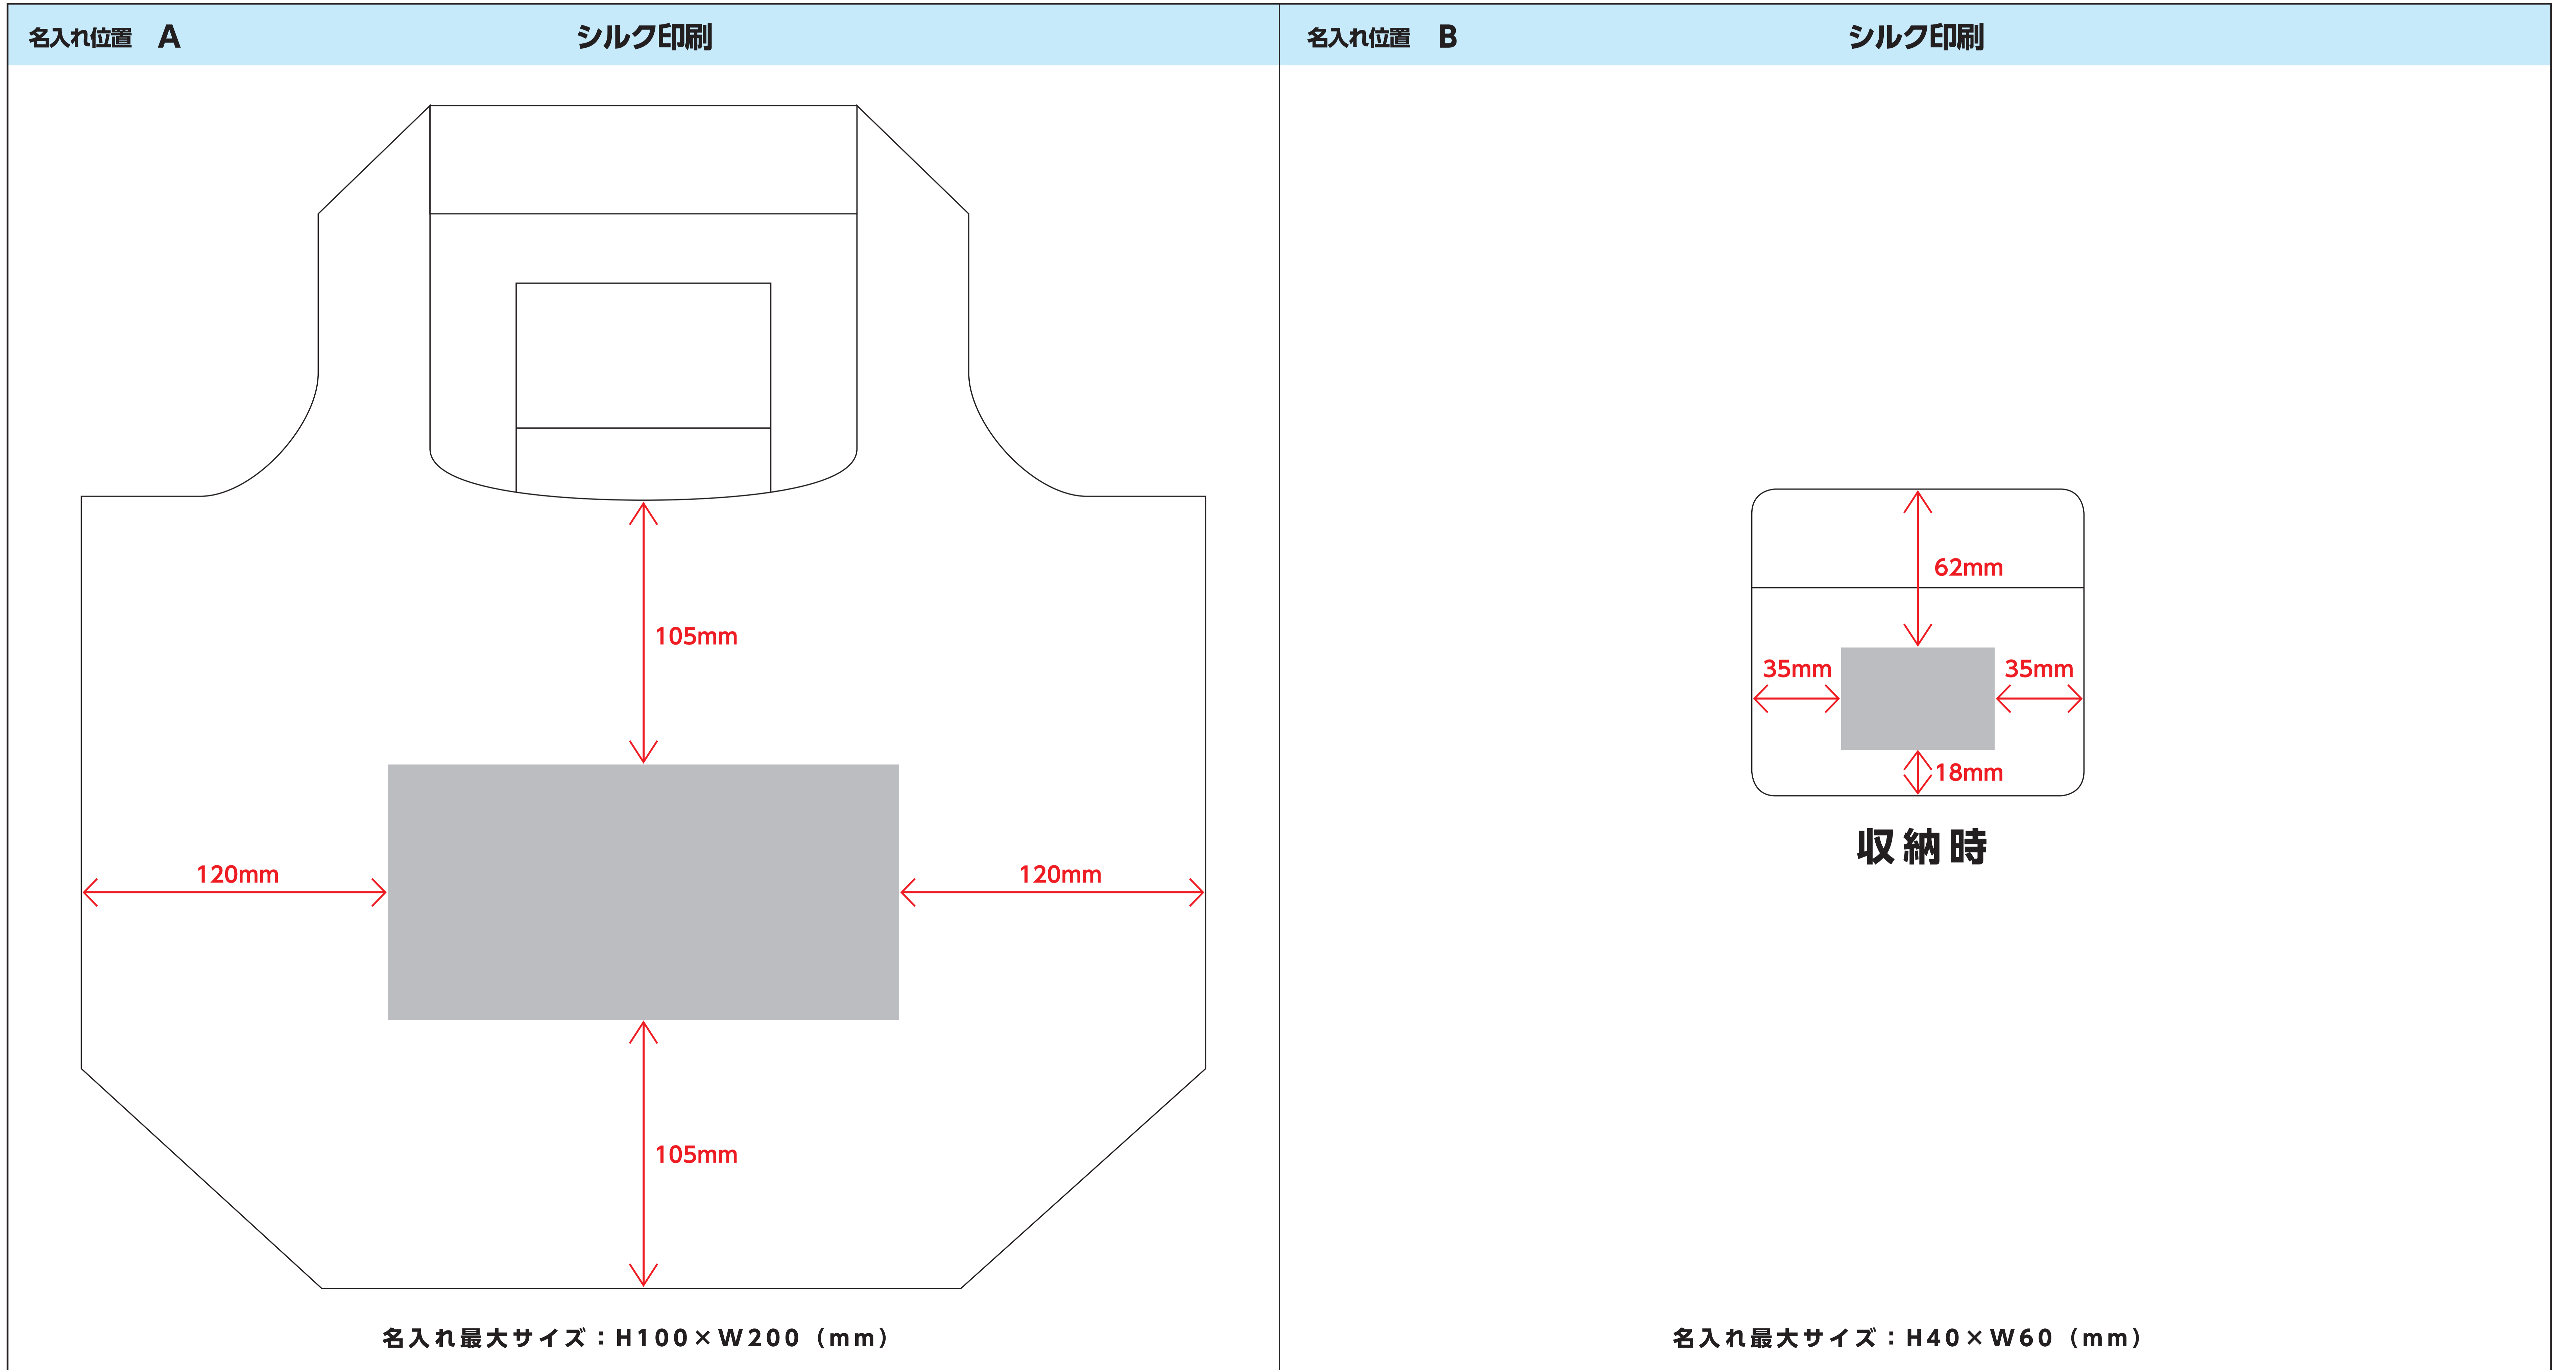 名入れ位置 A
シルク印刷
105mm
120mm
120mm
105mm
名入れ最大サイズ：H100×W200（mm）
名入れ位置 B
シルク印刷
62mm
35mm
35mm
18mm
収納時
名入れ最大サイズ：H40×W60（mm）